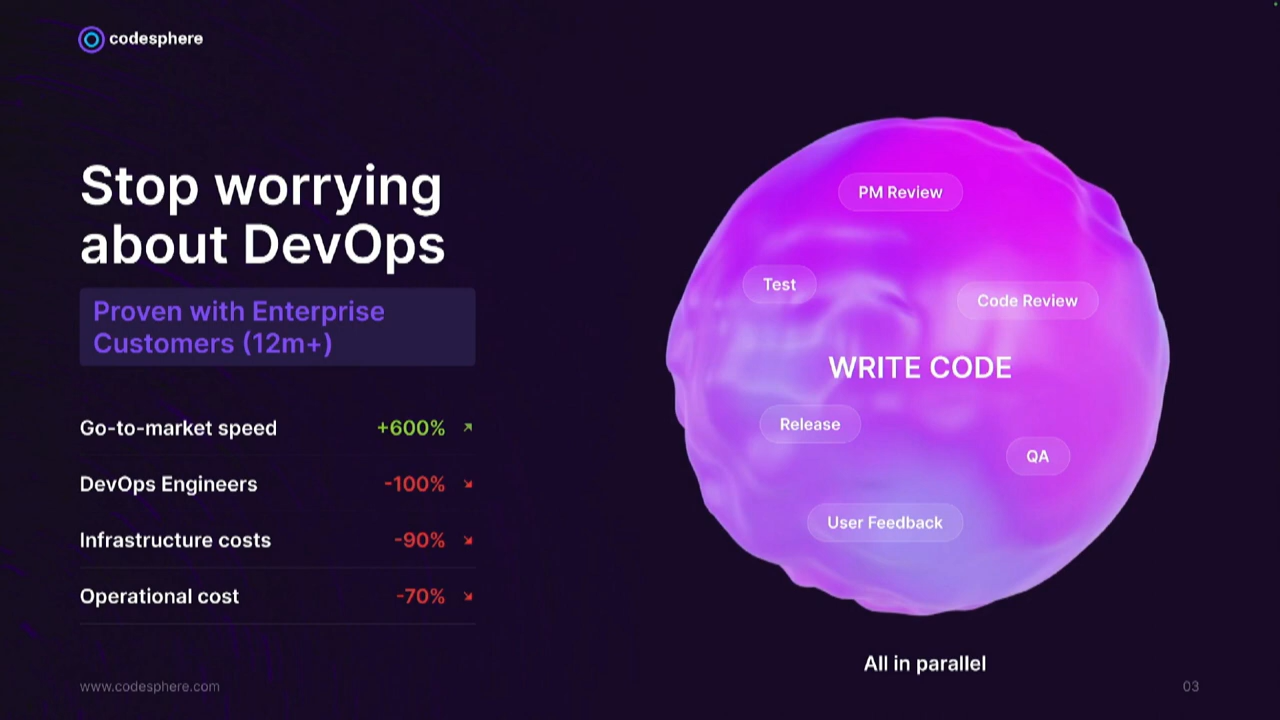 codesphere
Stop worrying
about DevOps
Proven with Enterprise
Customers (12m+)
Go-to-market speed +600%
DevOps Engineers -100%
Infrastructure costs -90%
Operational cost -70%
PM Review
Test
Code Review
WRITE CODE
Release
QA
User Feedback
All in parallel
www.codesphere.com
03